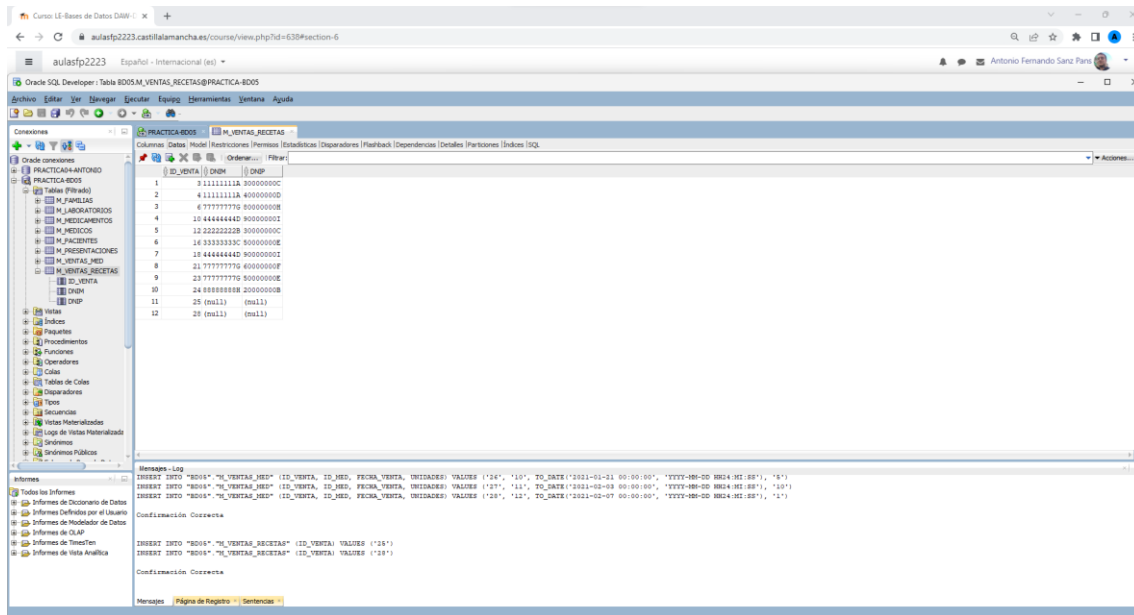 Curso: LE-Bases de Datos DAW-
aulasfp2223.castillalamancha.es/course/view.php?id=638#section-6
A
aulasfp2223 Español - Internacional (es)
Antonio Fernando Sanz Pans
Oracle SQL Developer : Tabla BD05.M_VENTAS_RECETAS@PRACTICA-BD05
Archivo Editar Ver Navegar Ejecutar Equipo Herramientas Ventana Ayuda
Conexiones
PRACTICA-BD05 M_VENTAS_RECETAS
Columnas Datos Model Restricciones Permisos Estadísticas Disparadores Flashback Dependencias Detalles Particiones Índices SQL
Ordenar... Filtrar:
Acciones...
Oracle conexiones
PRACTICA04-ANTONIO
PRACTICA-BD05
Tablas (Filtrado)
M_FAMILIAS
M_LABORATORIOS
M_MEDICAMENTOS
M_MEDICOS
M_PACIENTES
M_PRESENTACIONES
M_VENTAS_MED
M_VENTAS_RECETAS
ID_VENTA
DNIM
DNIP
Vistas
Índices
Paquetes
Procedimientos
Funciones
Operadores
Colas
Tablas de Colas
Disparadores
Tipos
Secuencias
Vistas Materializadas
Logs de Vistas Materializada
Sinónimos
Sinónimos Públicos
ID_VENTA DNIM DNIP
1 3 11111111A 30000000C
2 4 11111111A 40000000D
3 6 77777777G 80000000H
4 10 44444444D 90000000I
5 12 22222222B 30000000C
6 16 33333333C 50000000E
7 18 44444444D 90000000I
8 21 77777777G 60000000F
9 23 77777777G 50000000E
10 24 88888888H 20000000B
11 25 (null) (null)
12 28 (null) (null)
Informes
Todos los Informes
Informes de Diccionario de Datos
Informes Definidos por el Usuario
Informes de Modelador de Datos
Informes de OLAP
Informes de TimesTen
Informes de Vista Analítica
Mensajes - Log
INSERT INTO "BD05"."M_VENTAS_MED" (ID_VENTA, ID_MED, FECHA_VENTA, UNIDADES) VALUES ('26', '10', TO_DATE('2021-01-21 00:00:00', 'YYYY-MM-DD HH24:MI:SS'), '5')
INSERT INTO "BD05"."M_VENTAS_MED" (ID_VENTA, ID_MED, FECHA_VENTA, UNIDADES) VALUES ('27', '11', TO_DATE('2021-02-03 00:00:00', 'YYYY-MM-DD HH24:MI:SS'), '10')
INSERT INTO "BD05"."M_VENTAS_MED" (ID_VENTA, ID_MED, FECHA_VENTA, UNIDADES) VALUES ('28', '12', TO_DATE('2021-02-07 00:00:00', 'YYYY-MM-DD HH24:MI:SS'), '1')
Confirmación Correcta
INSERT INTO "BD05"."M_VENTAS_RECETAS" (ID_VENTA) VALUES ('25')
INSERT INTO "BD05"."M_VENTAS_RECETAS" (ID_VENTA) VALUES ('28')
Confirmación Correcta
Mensajes Página de Registro Sentencias